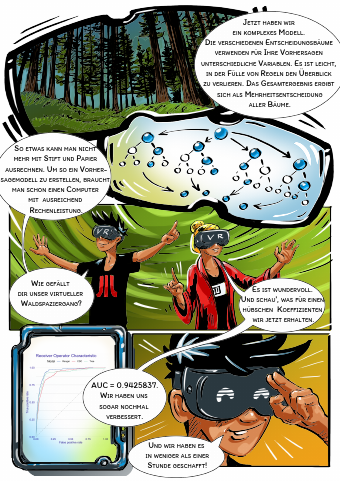 Jetzt haben wir
ein komplexes Modell.
Die verschiedenen Entscheidungsbäume
verwenden für Ihre Vorhersagen
unterschiedliche Variablen. Es ist leicht,
in der Fülle von Regeln den Überblick
zu verlieren. Das Gesamtergebnis ergibt
sich als Mehrheitsentscheidung
aller Bäume.
So etwas kann man nicht
mehr mit Stift und Papier
ausrechnen. Um so ein Vorher-
sagemodell zu erstellen, braucht
man schon einen Computer
mit ausreichend
Rechenleistung.
VR
VR
Wie gefällt
dir unser virtueller
Waldspaziergang?
Es ist wundervoll.
Und schau', was für einen
hübschen Koeffizienten
wir jetzt erhalten.
Receiver Operator Characteristic
AUC = 0.9425837.
Wir haben uns
sogar nochmal
verbessert.
Und wir haben es
in weniger als einer
Stunde geschafft!